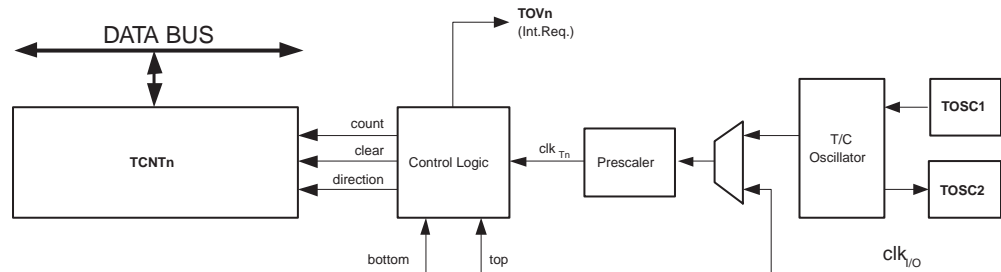 DATA BUS
TOVn
(Int.Req.)
TCNTn
count
clear
direction
Control Logic
clk Tn
Prescaler
T/C
Oscillator
TOSC1
TOSC2
bottom
top
clk I/O